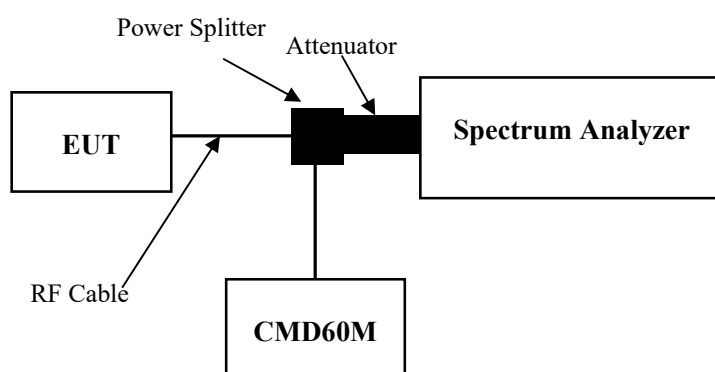 Power Splitter
Attenuator
EUT
Spectrum Analyzer
RF Cable
CMD60M